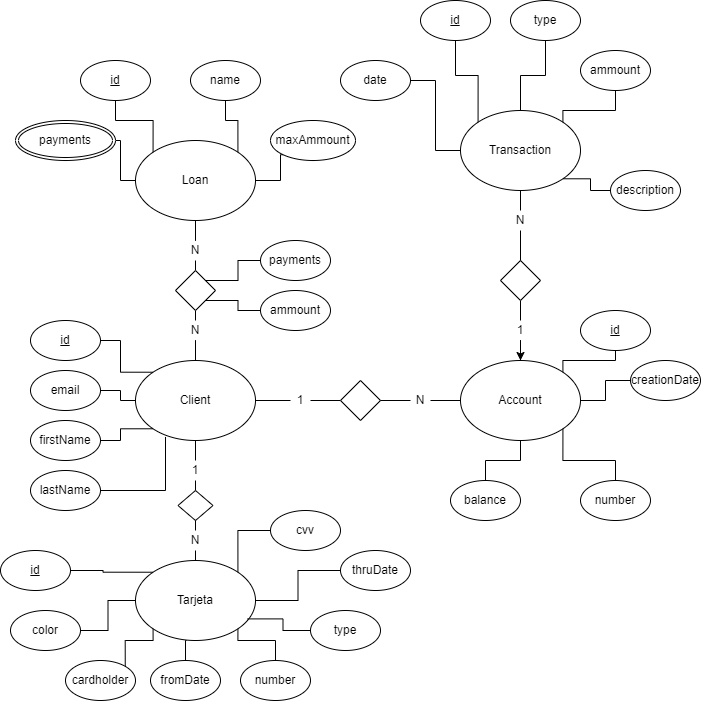 id
type
ammount
date
Transaction
description
N
1
id
name
payments
maxAmmount
Loan
N
payments
ammount
N
id
email
firstName
lastName
Client
1
N
Account
id
creationDate
balance
number
1
N
cvv
id
thruDate
Tarjeta
color
type
cardholder
fromDate
number